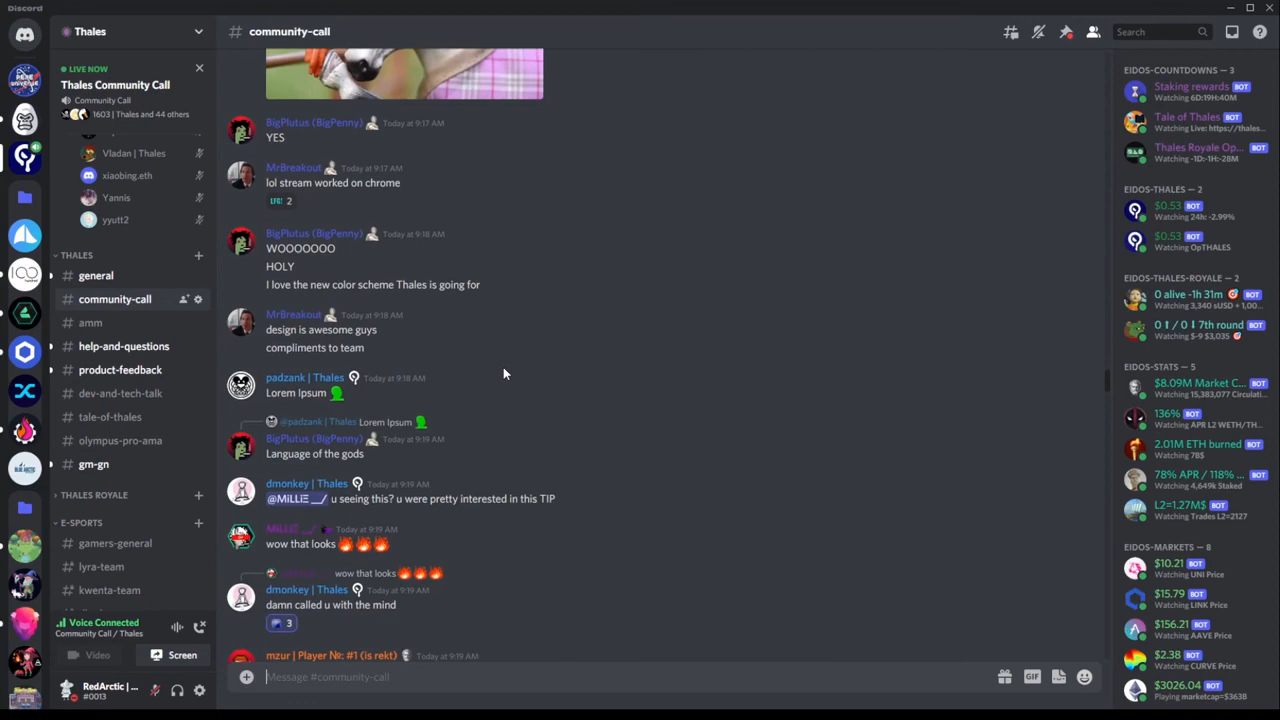 Discord
Thales
LIVE NOW
Thales Community Call
Community Call
1603 | Thales and 44 others
Vladan | Thales
xiaobing.eth
Yannis
yyutt2
THALES
general
community-call
amm
help-and-questions
product-feedback
dev-and-tech-talk
tale-of-thales
olympus-pro-ama
gm-gn
THALES ROYALE
E-SPORTS
gamers-general
lyra-team
kwenta-team
Voice Connected
Community Call / Thales
Video
Screen
RedArctic | ...
#0013
# community-call
Search
BigPlutus (BigPenny) Today at 9:17 AM
YES
MrBreakout Today at 9:17 AM
lol stream worked on chrome
LFG! 2
BigPlutus (BigPenny) Today at 9:18 AM
WOOOOOOO
HOLY
I love the new color scheme Thales is going for
MrBreakout Today at 9:18 AM
design is awesome guys
compliments to team
padzank | Thales Today at 9:18 AM
Lorem Ipsum
@padzank | Thales Lorem Ipsum
BigPlutus (BigPenny) Today at 9:19 AM
Language of the gods
dmonkey | Thales Today at 9:19 AM
@MiLLIΞ __/ u seeing this? u were pretty interested in this TIP
MiLLIΞ __/ Today at 9:19 AM
wow that looks 🔥🔥🔥
wow that looks 🔥🔥🔥
dmonkey | Thales Today at 9:19 AM
damn called u with the mind
3
mzur | Player №: #1 (is rekt) Today at 9:19 AM
Message #community-call
GIF
EIDOS-COUNTDOWNS — 3
Staking rewards BOT
Watching 6D:19H:40M
Tale of Thales BOT
Watching Live: https://thales...
Thales Royale Op... BOT
Watching -1D:-1H:-28M
EIDOS-THALES — 2
$0.53 BOT
Watching 24h: -2.99%
$0.53 BOT
Watching OpTHALES
EIDOS-THALES-ROYALE — 2
0 alive -1h 31m 🎯 BOT
Watching 3,340 sUSD + 1,00...
0 ⬆ / 0 ⬇ 7th round BOT
Watching $-9 $3,035 🎯
EIDOS-STATS — 5
$8.09M Market C... BOT
Watching 15,383,077 Circulati...
136% BOT
Watching APR L2 WETH/TH...
2.01M ETH burned BOT
Watching 7B$
78% APR / 118% ... BOT
Watching 4,649k Staked
L2=1.27M$ BOT
Watching Trades L2=2127
EIDOS-MARKETS — 8
$10.21 BOT
Watching UNI Price
$15.79 BOT
Watching LINK Price
$156.21 BOT
Watching AAVE Price
$2.38 BOT
Watching CURVE Price
$3026.04 BOT
Playing marketcap=$363B